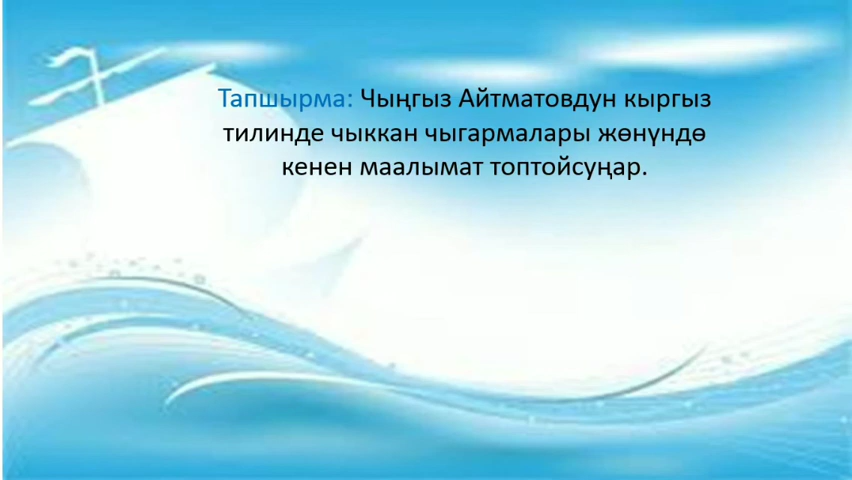 Тапшырма: Чыңгыз Айтматовдун кыргыз
тилинде чыккан чыгармалары жөнүндө
кенен маалымат топтойсуңар.